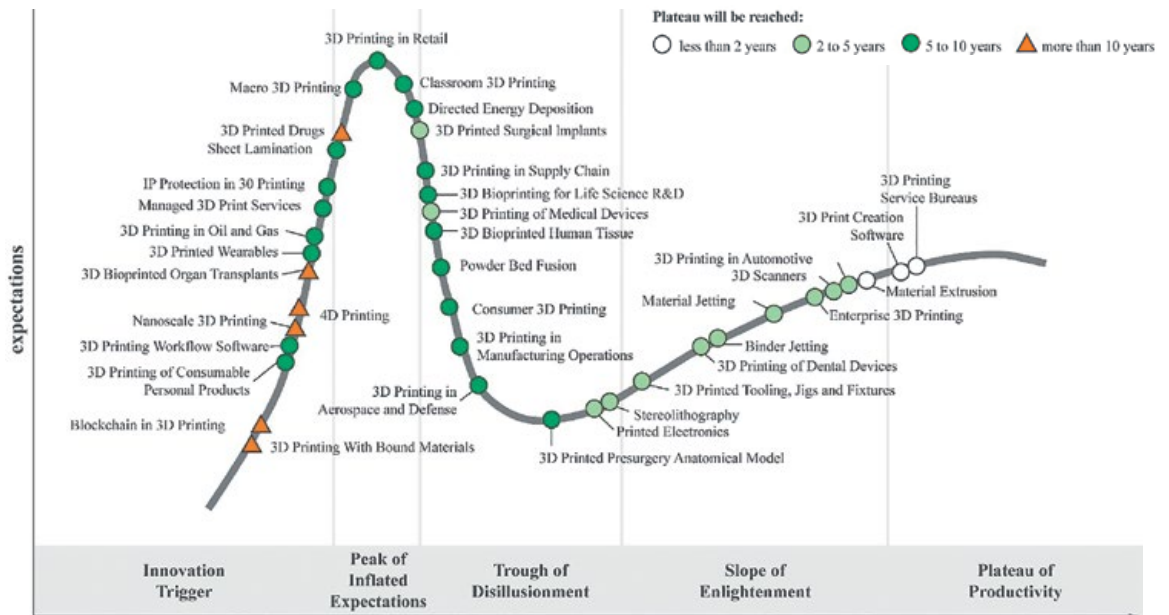 Plateau will be reached:
less than 2 years
2 to 5 years
5 to 10 years
more than 10 years
expectations
3D Printing in Retail
Macro 3D Printing
3D Printed Drugs
Sheet Lamination
IP Protection in 30 Printing
Managed 3D Print Services
3D Printing in Oil and Gas
3D Printed Wearables
3D Bioprinted Organ Transplants
4D Printing
Nanoscale 3D Printing
3D Printing Workflow Software
3D Printing of Consumable
Personal Products
Blockchain in 3D Printing
3D Printing With Bound Materials
Classroom 3D Printing
Directed Energy Deposition
3D Printed Surgical Implants
3D Printing in Supply Chain
3D Bioprinting for Life Science R&D
3D Printing of Medical Devices
3D Bioprinted Human Tissue
Powder Bed Fusion
Consumer 3D Printing
3D Printing in
Manufacturing Operations
3D Printing in
Aerospace and Defense
3D Printed Presurgery Anatomical Model
Printed Electronics
Stereolithography
3D Printed Tooling, Jigs and Fixtures
3D Printing of Dental Devices
Binder Jetting
Material Jetting
Enterprise 3D Printing
3D Scanners
3D Printing in Automotive
Material Extrusion
3D Print Creation
Software
3D Printing
Service Bureaus
Innovation
Trigger
Peak of
Inflated
Expectations
Trough of
Disillusionment
Slope of
Enlightenment
Plateau of
Productivity